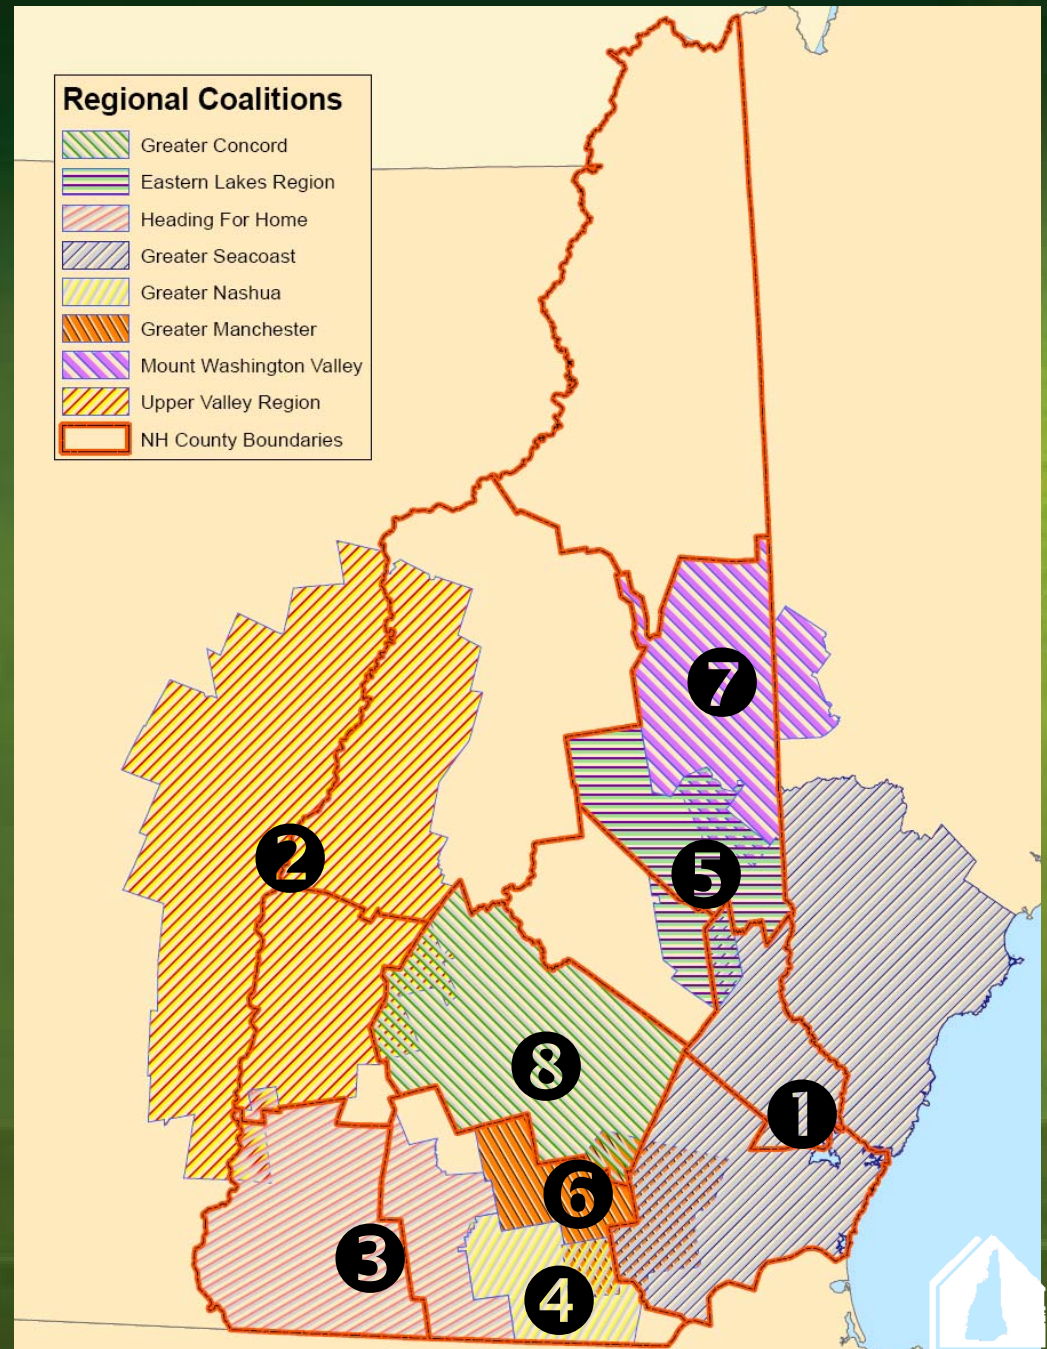 Regional Coalitions
Greater Concord
Eastern Lakes Region
Heading For Home
Greater Seacoast
Greater Nashua
Greater Manchester
Mount Washington Valley
Upper Valley Region
NH County Boundaries
7
2
5
8
1
6
3
4